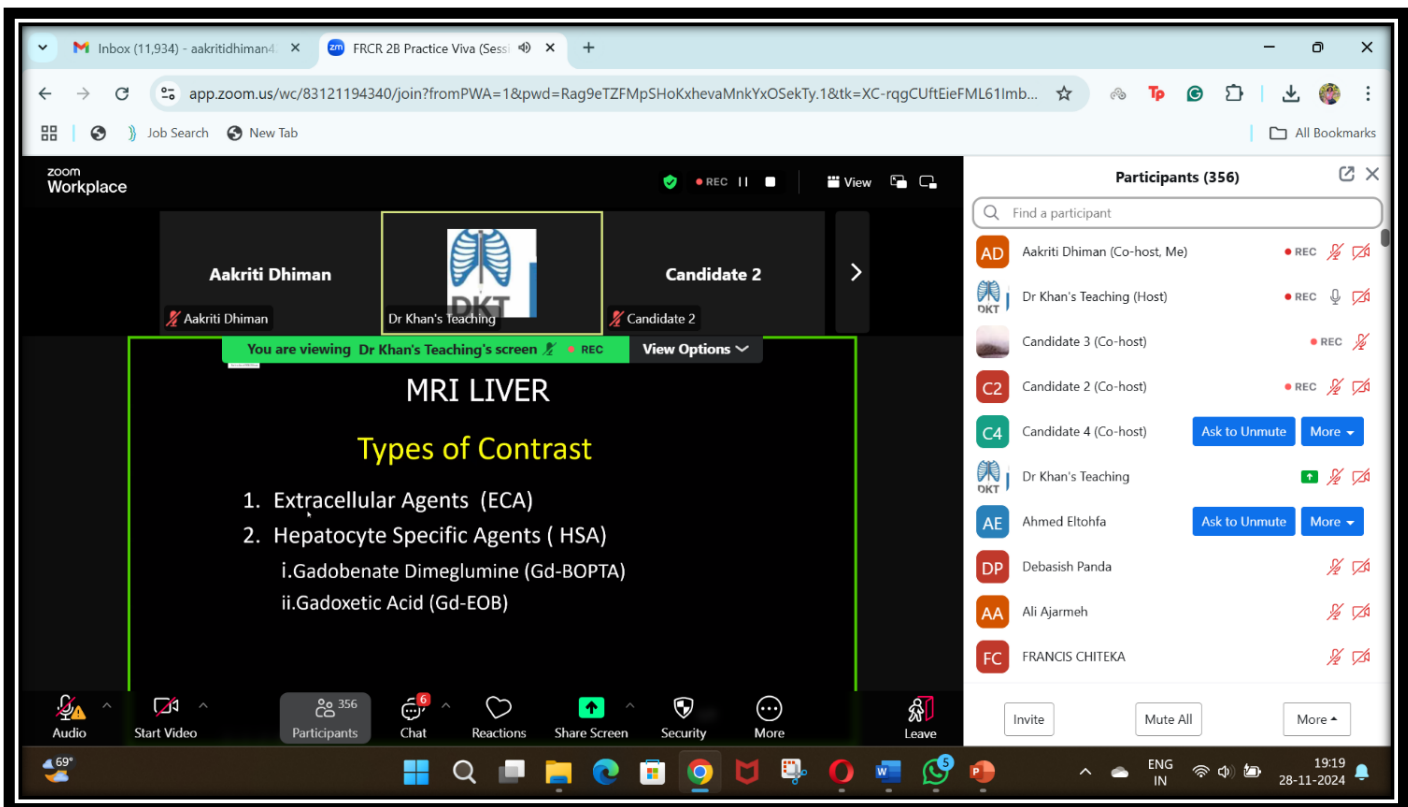 Inbox (11,934) - aakritidhiman4
FRCR 2B Practice Viva (Sessi
app.zoom.us/wc/83121194340/join?fromPWA=1&pwd=Rag9eTZFMpSHoKxhevaMnkYxOSekTy.1&tk=XC-rqgCUftEieFML61Imb...
Job Search
New Tab
All Bookmarks
zoom
Workplace
REC
View
Aakriti Dhiman
Aakriti Dhiman
DKT
Dr Khan's Teaching
Candidate 2
Candidate 2
You are viewing Dr Khan's Teaching's screen
REC
View Options
MRI LIVER
Types of Contrast
1. Extracellular Agents (ECA)
2. Hepatocyte Specific Agents ( HSA)
i.Gadobenate Dimeglumine (Gd-BOPTA)
ii.Gadoxetic Acid (Gd-EOB)
Participants (356)
Find a participant
AD Aakriti Dhiman (Co-host, Me) REC
DKT Dr Khan's Teaching (Host) REC
Candidate 3 (Co-host) REC
C2 Candidate 2 (Co-host) REC
C4 Candidate 4 (Co-host) Ask to Unmute More
DKT Dr Khan's Teaching
AE Ahmed Eltohfa Ask to Unmute More
DP Debasish Panda
AA Ali Ajarmeh
FC FRANCIS CHITEKA
Invite Mute All More
Audio
Start Video
356
Participants
6
Chat
Reactions
Share Screen
Security
More
Leave
69°
5
ENG
IN
19:19
28-11-2024